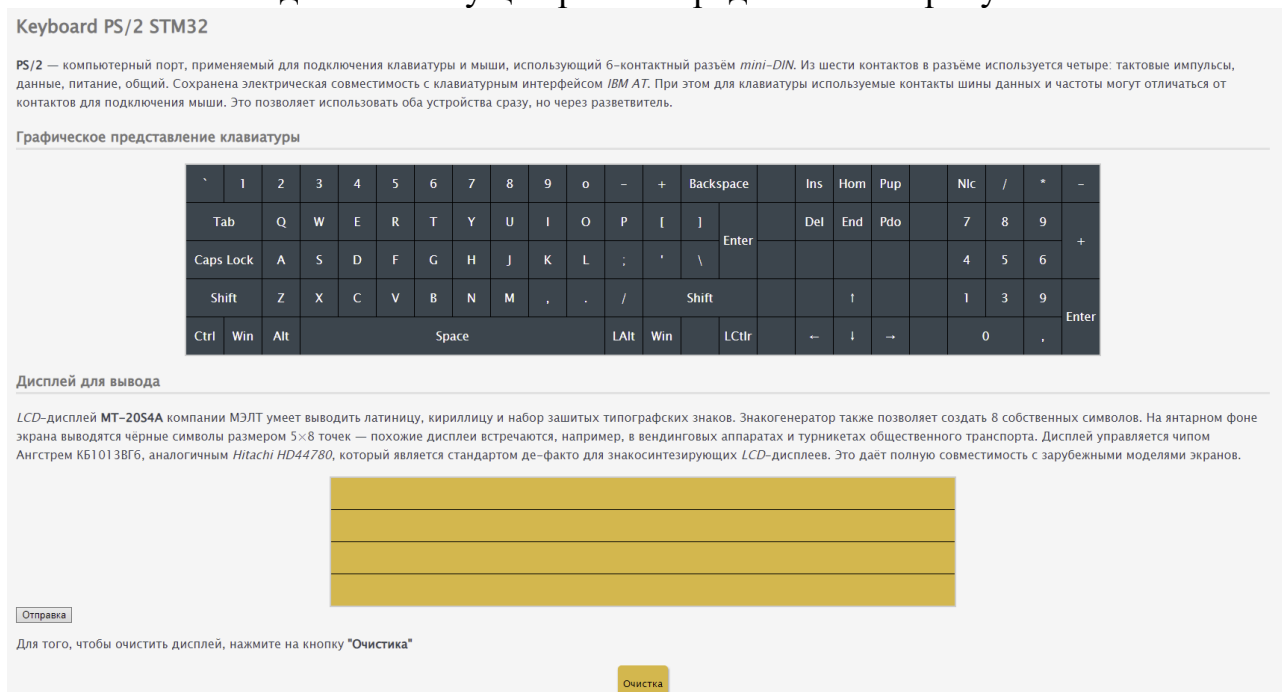 Keyboard PS/2 STM32
PS/2 — компьютерный порт, применяемый для подключения клавиатуры и мыши, использующий 6-контактный разъём mini-DIN. Из шести контактов в разъёме используется четыре: тактовые импульсы,
данные, питание, общий. Сохранена электрическая совместимость с клавиатурным интерфейсом IBM AT. При этом для клавиатуры используемые контакты шины данных и частоты могут отличаться от
контактов для подключения мыши. Это позволяет использовать оба устройства сразу, но через разветвитель.
Графическое представление клавиатуры
` 1 2 3 4 5 6 7 8 9 0 - + Backspace Ins Hom Pup Nlc / * -
Tab Q W E R T Y U I O P [ ] Enter Del End Pdo 7 8 9 +
Caps Lock A S D F G H J K L ; ' \ 4 5 6
Shift Z X C V B N M , . / Shift ↑ 1 3 9 Enter
Ctrl Win Alt Space LAlt Win LCtlr ← ↓ → 0 ,
Дисплей для вывода
LCD-дисплей MT-20S4A компании МЭЛТ умеет выводить латиницу, кириллицу и набор зашитых типографских знаков. Знакогенератор также позволяет создать 8 собственных символов. На янтарном фоне
экрана выводятся чёрные символы размером 5×8 точек — похожие дисплеи встречаются, например, в вендинговых аппаратах и турникетах общественного транспорта. Дисплей управляется чипом
Ангстрем КБ1013ВГ6, аналогичным Hitachi HD44780, который является стандартом де-факто для знакосинтезирующих LCD-дисплеев. Это даёт полную совместимость с зарубежными моделями экранов.
Отправка
Для того, чтобы очистить дисплей, нажмите на кнопку "Очистика"
Очистка